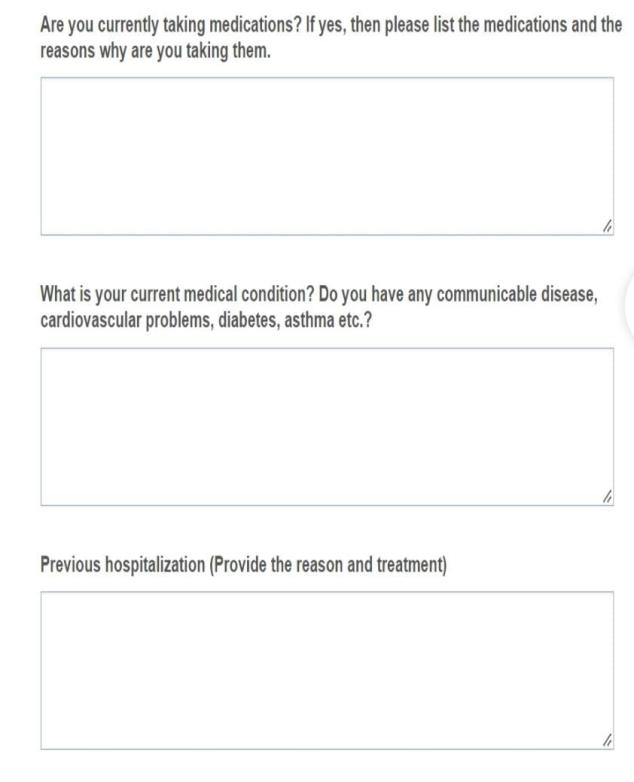 Are you currently taking medications? If yes, then please list the medications and the
reasons why are you taking them.
What is your current medical condition? Do you have any communicable disease,
cardiovascular problems, diabetes, asthma etc.?
Previous hospitalization (Provide the reason and treatment)